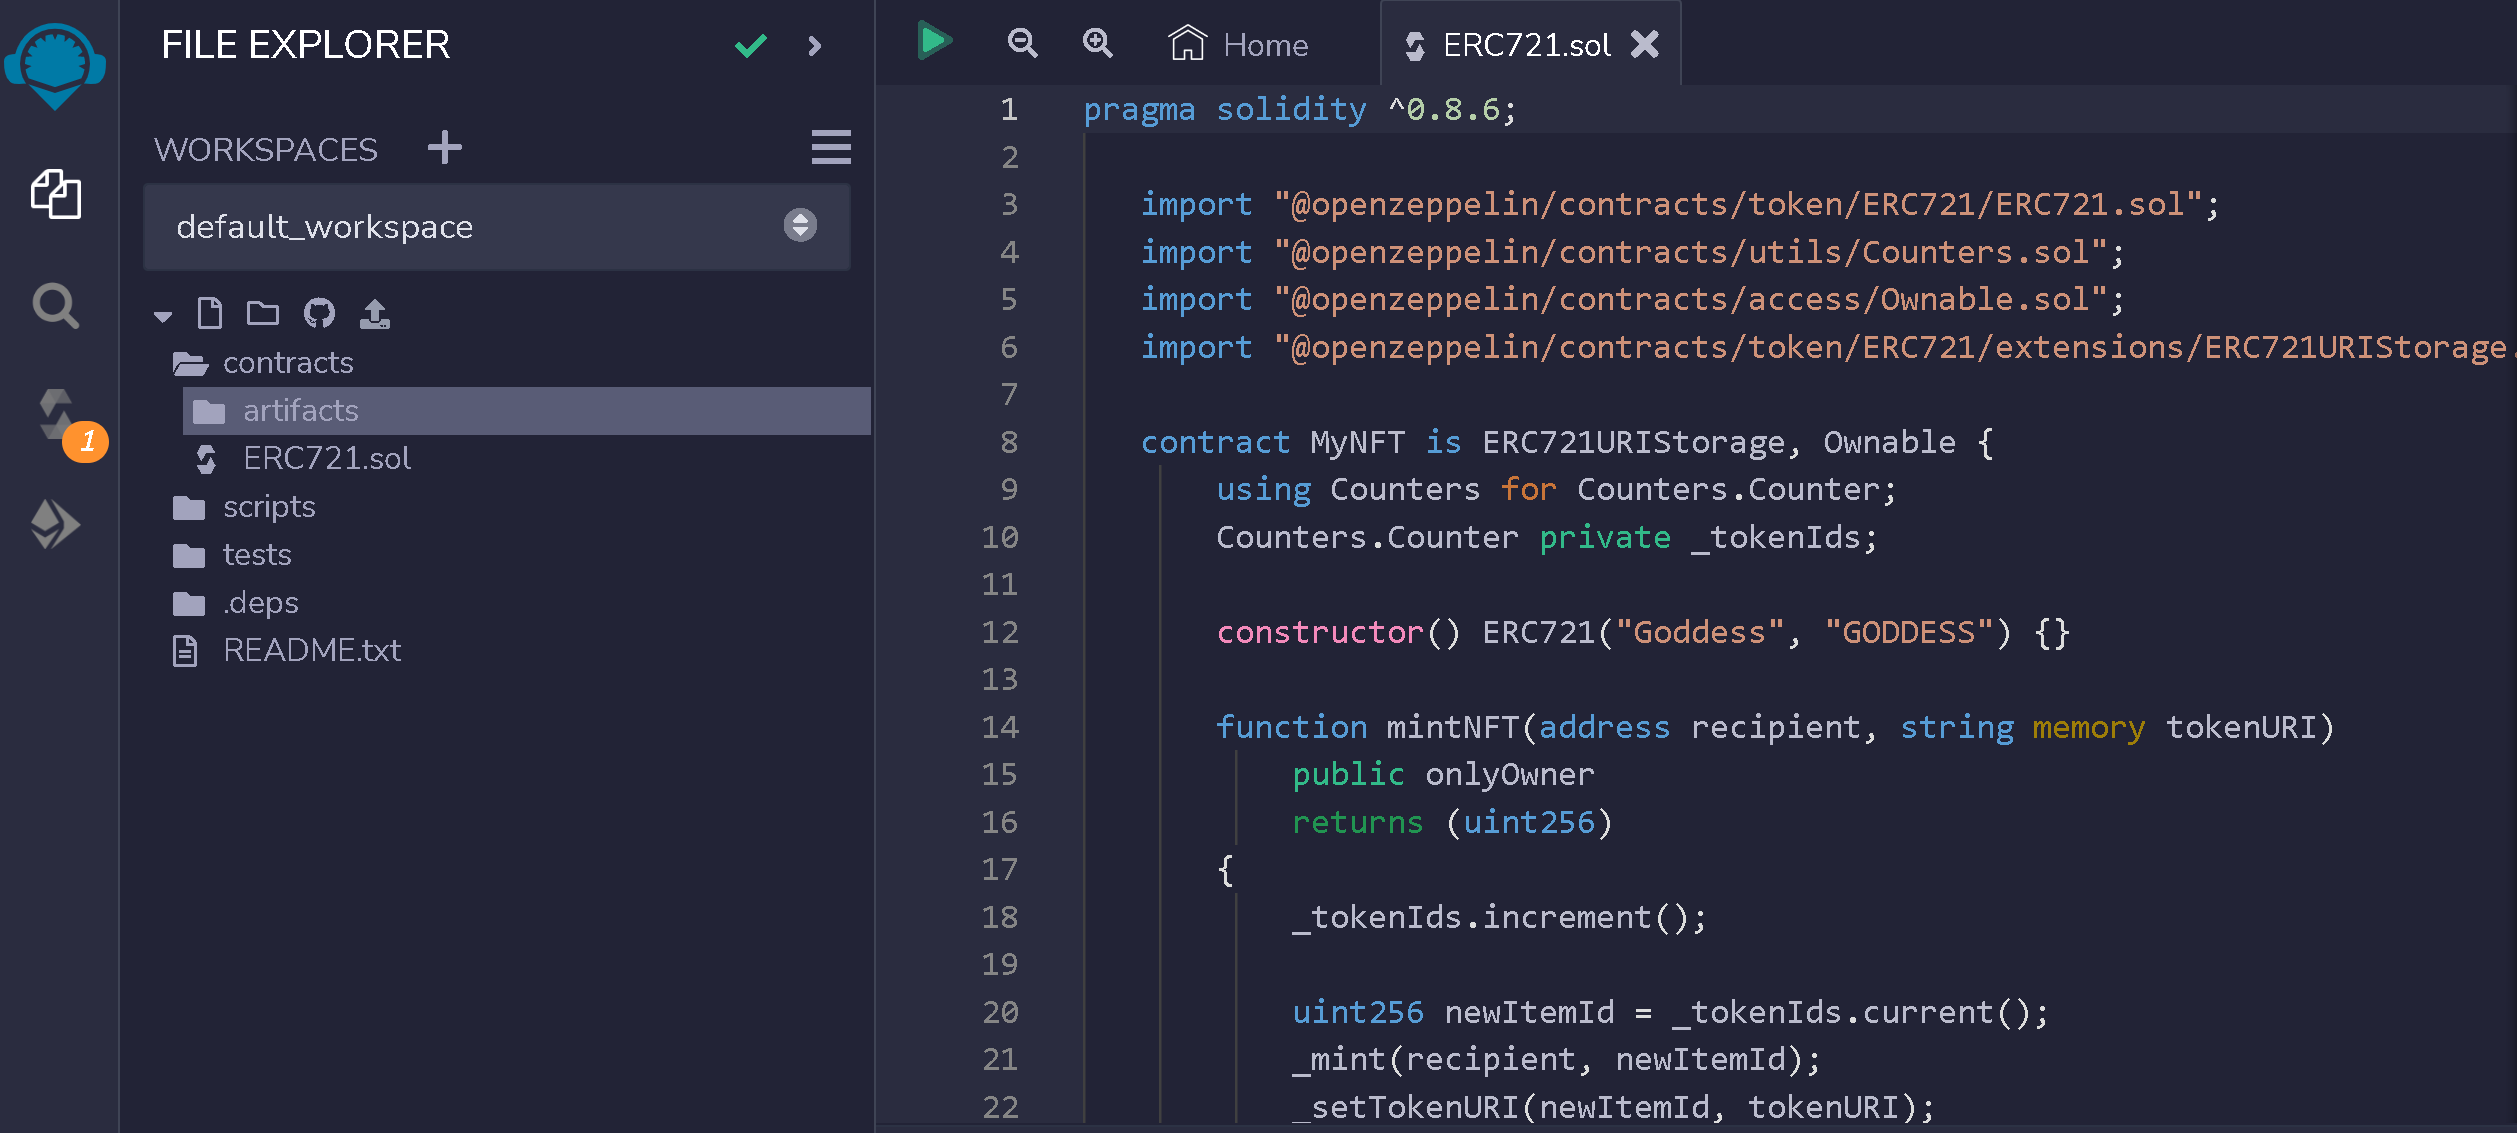 FILE EXPLORER
WORKSPACES
default_workspace
contracts
artifacts
ERC721.sol
scripts
tests
.deps
README.txt
1
Home
ERC721.sol
1 pragma solidity ^0.8.6;
2
3 import "@openzeppelin/contracts/token/ERC721/ERC721.sol";
4 import "@openzeppelin/contracts/utils/Counters.sol";
5 import "@openzeppelin/contracts/access/Ownable.sol";
6 import "@openzeppelin/contracts/token/ERC721/extensions/ERC721URIStorage.
7
8 contract MyNFT is ERC721URIStorage, Ownable {
9 using Counters for Counters.Counter;
10 Counters.Counter private _tokenIds;
11
12 constructor() ERC721("Goddess", "GODDESS") {}
13
14 function mintNFT(address recipient, string memory tokenURI)
15 public onlyOwner
16 returns (uint256)
17 {
18 _tokenIds.increment();
19
20 uint256 newItemId = _tokenIds.current();
21 _mint(recipient, newItemId);
22 _setTokenURI(newItemId, tokenURI);